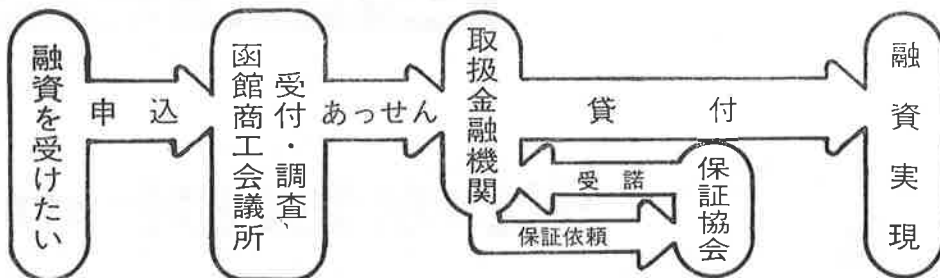 融資を受けたい
申込
受付・調査、
函館商工会議所
あっせん
取扱金融機関
貸付
受諾
保証依頼
保証協会
融資実現